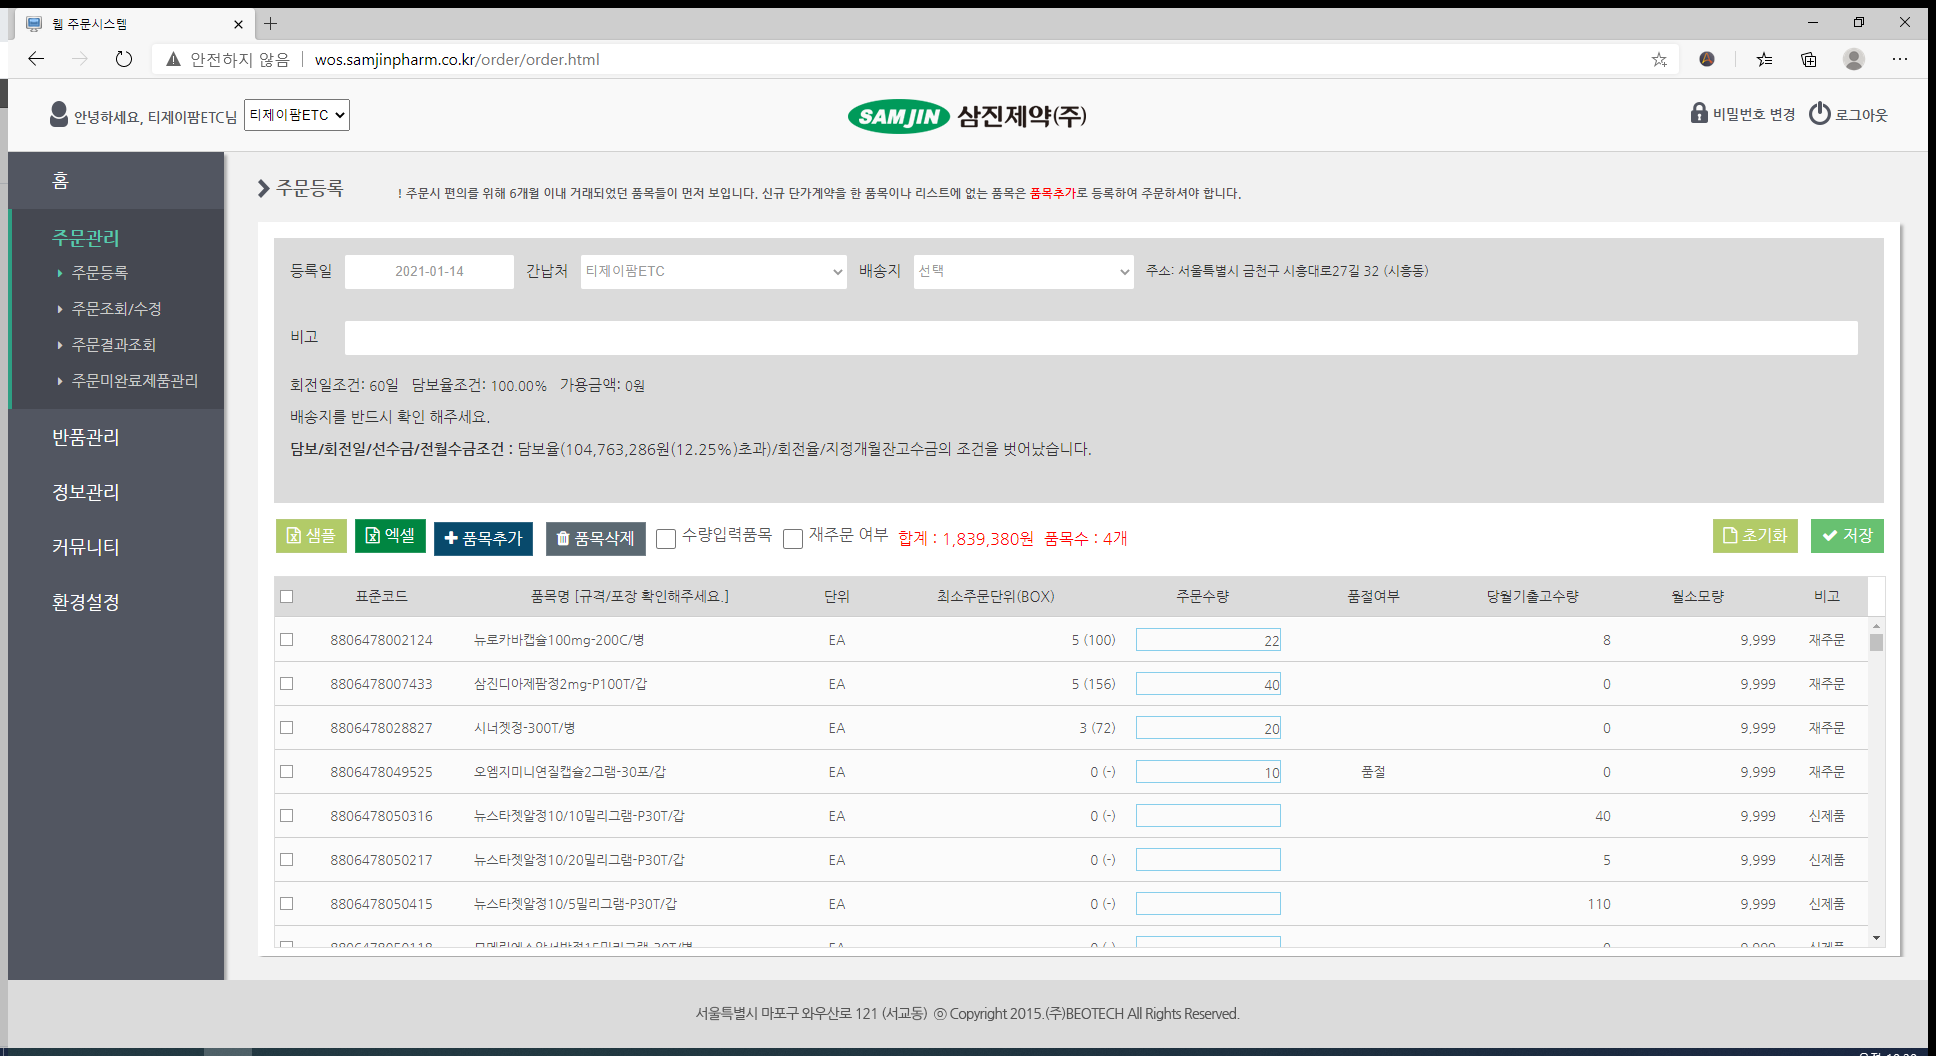 웹 주문시스템
안전하지 않음 wos.samjinpharm.co.kr/order/order.html
안녕하세요, 티제이팜ETC님 티제이팜ETC
SAMJIN 삼진제약(주)
비밀번호 변경 로그아웃
홈
주문관리
주문등록
주문조회/수정
주문결과조회
주문미완료제품관리
반품관리
정보관리
커뮤니티
환경설정
주문등록 ! 주문시 편의를 위해 6개월 이내 거래되었던 품목들이 먼저 보입니다. 신규 단가계약을 한 품목이나 리스트에 없는 품목은 품목추가로 등록하여 주문하셔야 합니다.
등록일 2021-01-14 간납처 티제이팜ETC 배송지 선택 주소: 서울특별시 금천구 시흥대로27길 32 (시흥동)
비고
회전일조건: 60일 담보율조건: 100.00% 가용금액: 0원
배송지를 반드시 확인 해주세요.
담보/회전일/선수금/전월수금조건 : 담보율(104,763,286원(12.25%)초과)/회전율/지정개월잔고수금의 조건을 벗어났습니다.
샘플 엑셀 품목추가 품목삭제 수량입력품목 재주문 여부 합계 : 1,839,380원 품목수 : 4개 초기화 저장
표준코드 품목명 [규격/포장 확인해주세요.] 단위 최소주문단위(BOX) 주문수량 품절여부 당월기출고수량 월소모량 비고
8806478002124 뉴로카바캡슐100mg-200C/병 EA 5 (100) 22 8 9,999 재주문
8806478007433 삼진디아제팜정2mg-P100T/갑 EA 5 (156) 40 0 9,999 재주문
8806478028827 시너젯정-300T/병 EA 3 (72) 20 0 9,999 재주문
8806478049525 오엠지미니연질캡슐2그램-30포/갑 EA 0 (-) 10 품절 0 9,999 재주문
8806478050316 뉴스타젯알정10/10밀리그램-P30T/갑 EA 0 (-) 40 9,999 신제품
8806478050217 뉴스타젯알정10/20밀리그램-P30T/갑 EA 0 (-) 5 9,999 신제품
8806478050415 뉴스타젯알정10/5밀리그램-P30T/갑 EA 0 (-) 110 9,999 신제품
서울특별시 마포구 와우산로 121 (서교동) ⓒ Copyright 2015.(주)BEOTECH All Rights Reserved.